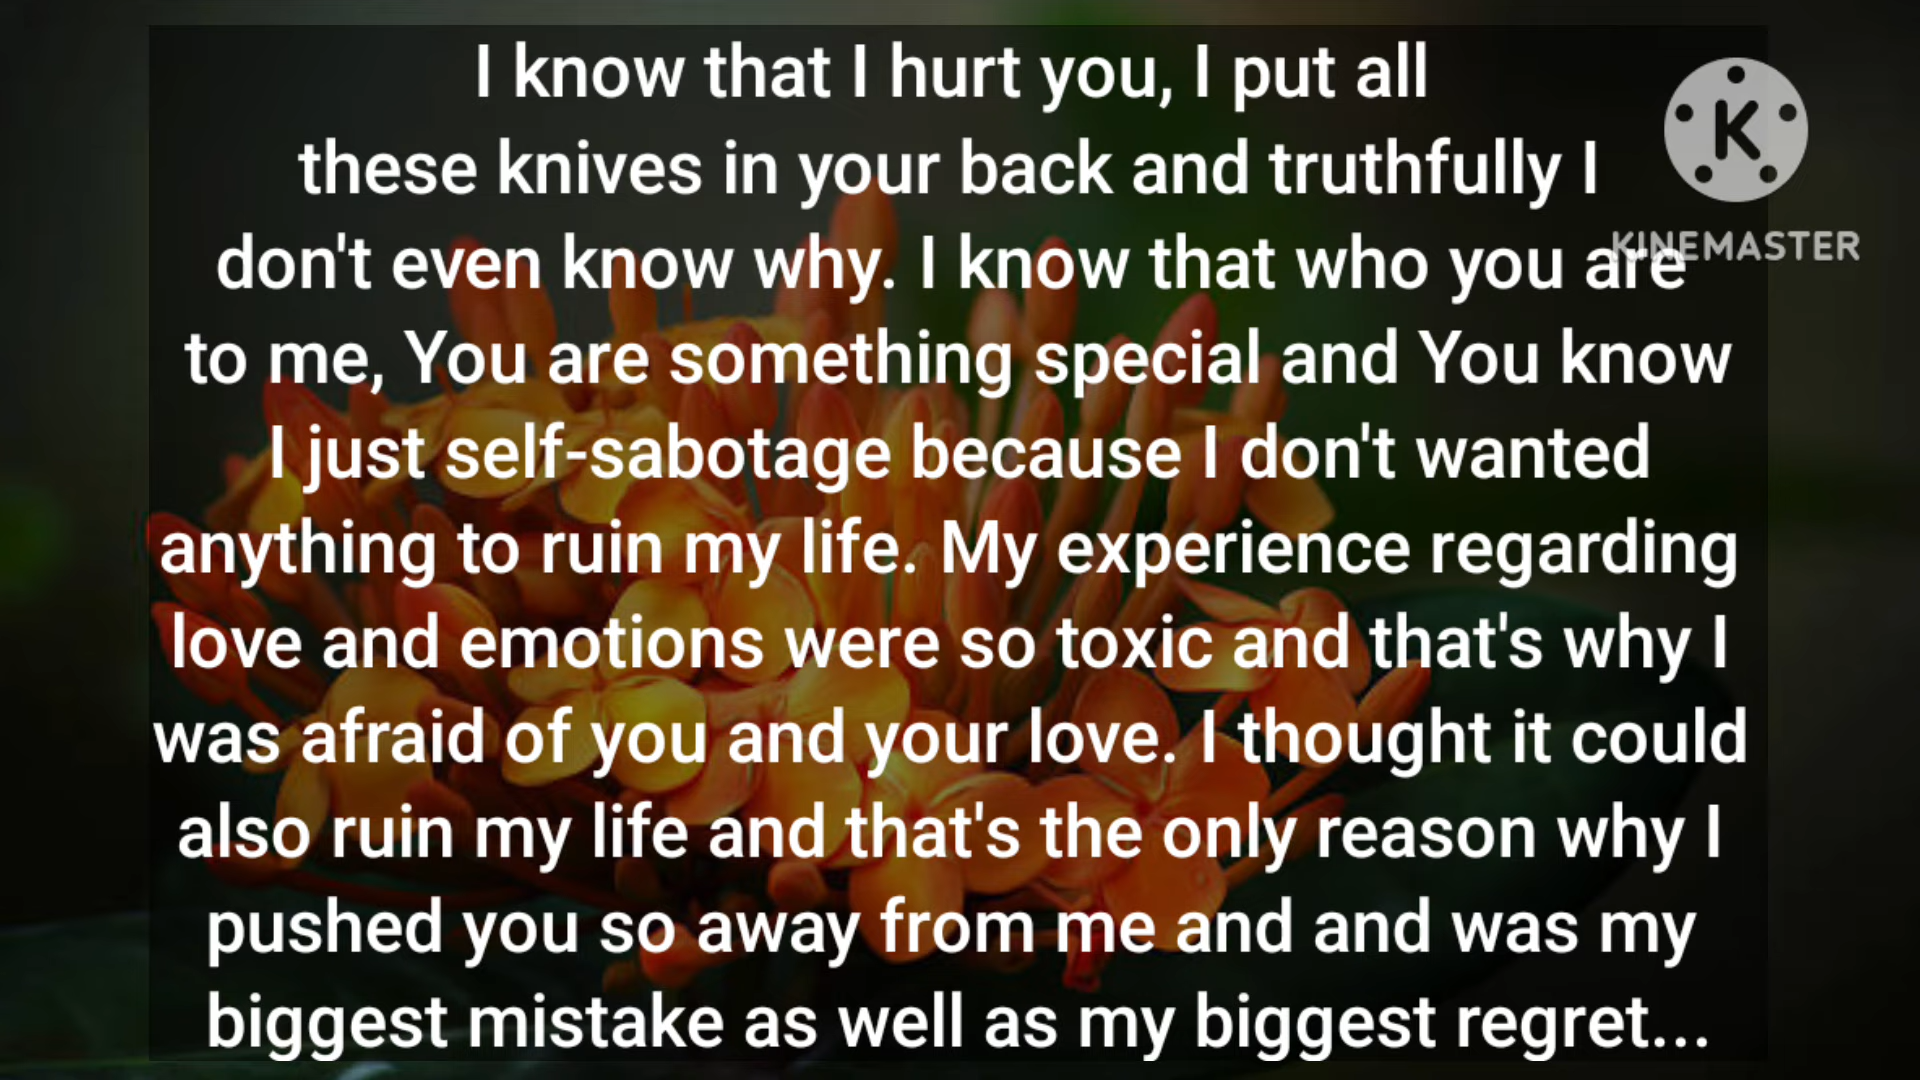 I know that I hurt you, I put all
these knives in your back and truthfully I
don't even know why. I know that who you are
to me, You are something special and You know
I just self-sabotage because I don't wanted
anything to ruin my life. My experience regarding
love and emotions were so toxic and that's why I
was afraid of you and your love. I thought it could
also ruin my life and that's the only reason why I
pushed you so away from me and and was my
biggest mistake as well as my biggest regret...
K
KINEMASTER